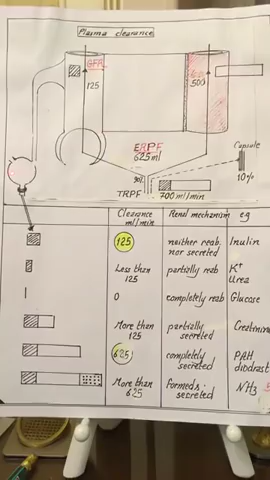 Plasma clearance
GFR
125
500
ERPF
625ml
Capsule
10%
90%
TRPF
700 ml/min
Clearance ml/min
Renal mechanism
eg
125
neither reab. nor secreted
Inulin
Less than 125
partially reab
K+ Urea
0
completely reab
Glucose
More than 125
partially secreted
Creatinine
625
completely secreted
PAH diodrast
More than 625
formed & secreted
NH3